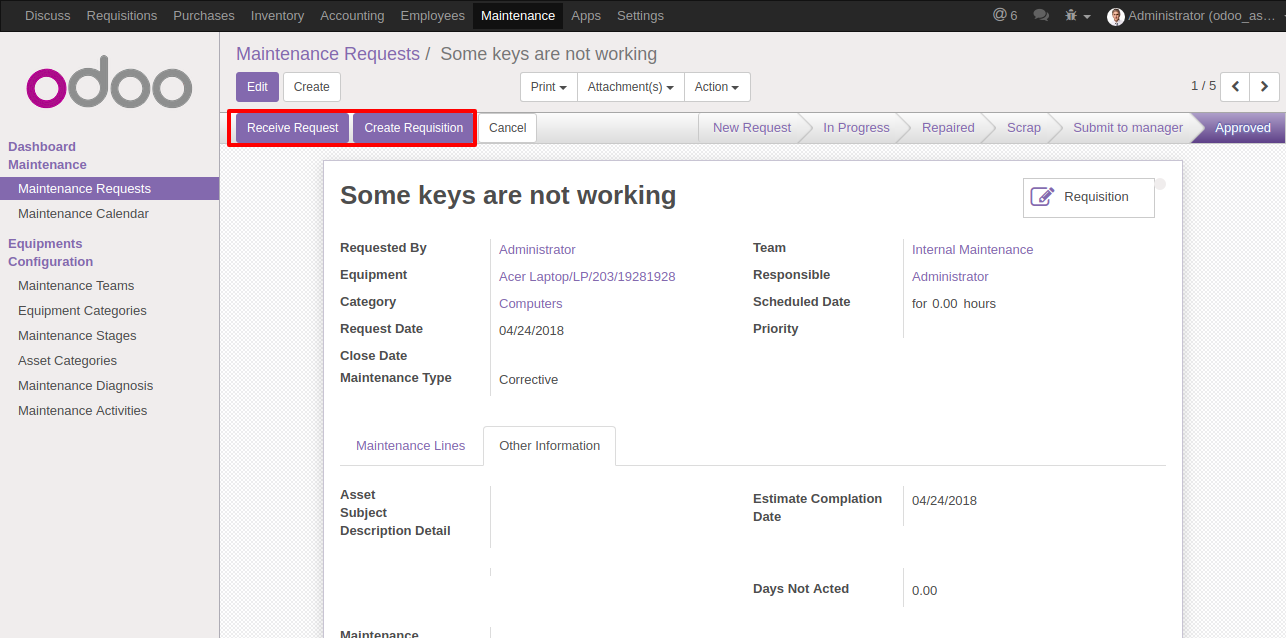 Discuss Requisitions Purchases Inventory Accounting Employees Maintenance Apps Settings @ 6 Administrator (odoo_as...
odoo
Maintenance Requests / Some keys are not working
Edit Create Print Attachment(s) Action 1 / 5
Receive Request Create Requisition Cancel New Request In Progress Repaired Scrap Submit to manager Approved
Dashboard
Maintenance
Maintenance Requests
Maintenance Calendar
Equipments
Configuration
Maintenance Teams
Equipment Categories
Maintenance Stages
Asset Categories
Maintenance Diagnosis
Maintenance Activities
Some keys are not working
Requisition
Requested By Administrator
Equipment Acer Laptop/LP/203/19281928
Category Computers
Request Date 04/24/2018
Close Date
Maintenance Type Corrective
Team Internal Maintenance
Responsible Administrator
Scheduled Date for 0.00 hours
Priority
Maintenance Lines Other Information
Asset
Subject
Description Detail
Estimate Complation
Date
04/24/2018
Days Not Acted 0.00
Maintenance